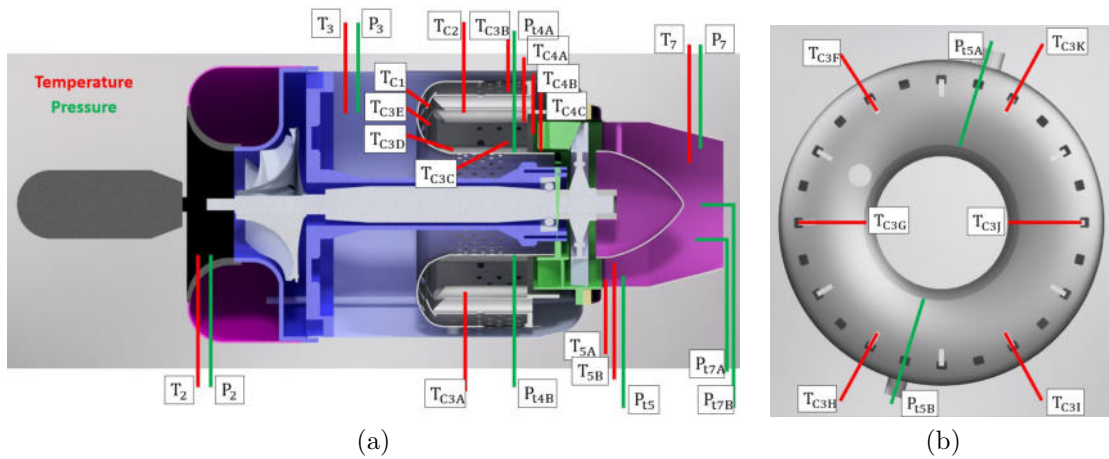 T3 P3 TC2 TC3B Pt4A T7 P7
TC4A
Temperature TC1 TC4B
Pressure TC3E TC4C
TC3D
TC3C
T5A
T5B Pt7A
T2 P2 TC3A Pt4B Pt5 Pt7B
(a)
TC3F Pt5A TC3K
TC3G TC3J
TC3H Pt5B TC3I
(b)